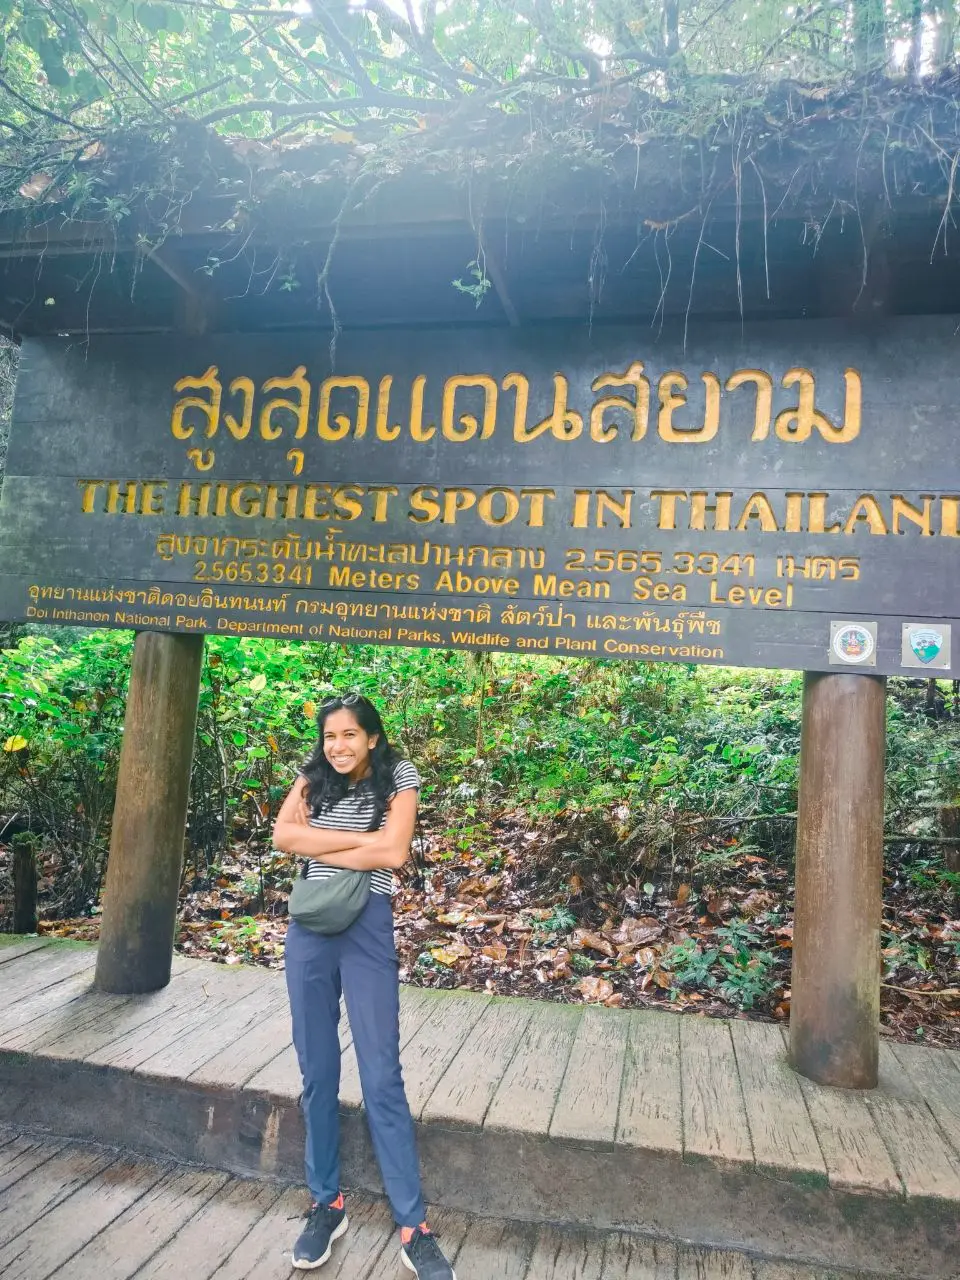 สูงสุดแดนสยาม
THE HIGHEST SPOT IN THAILAND
สูงจากระดับน้ำทะเลปานกลาง 2,565.3341 เมตร
2,565.3341 Meters Above Mean Sea Level
อุทยานแห่งชาติดอยอินทนนท์ กรมอุทยานแห่งชาติ สัตว์ป่า และพันธุ์พืช
Doi Inthanon National Park. Department of National Parks, Wildlife and Plant Conservation